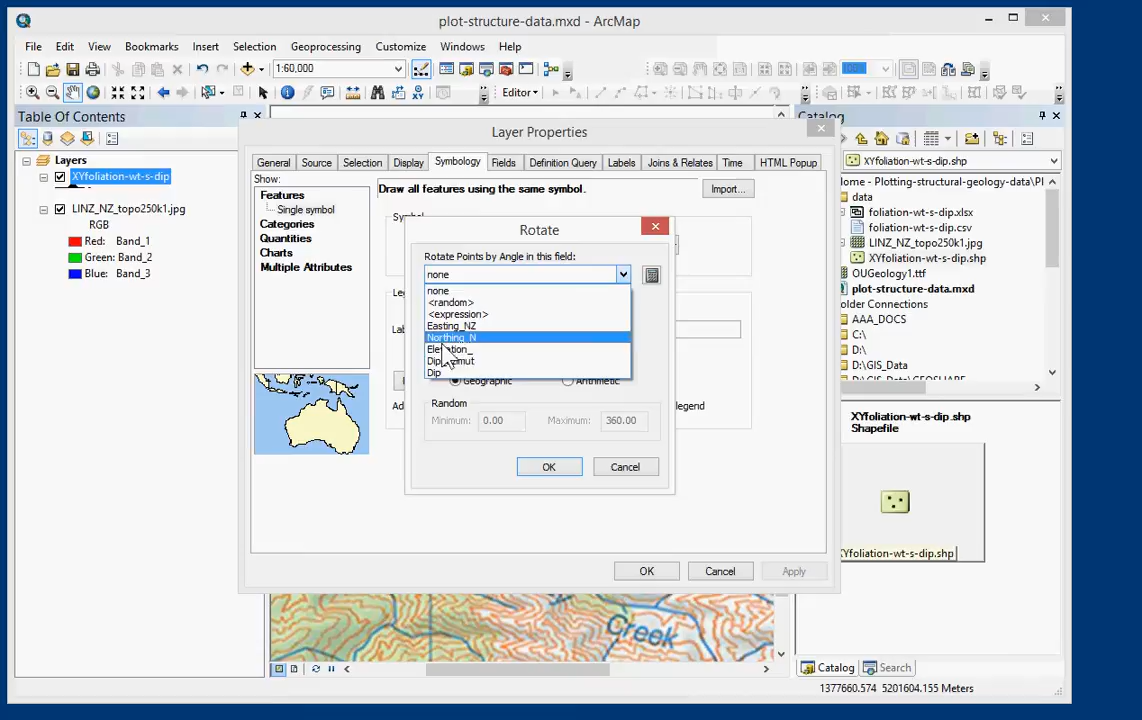 plot-structure-data.mxd - ArcMap
File Edit View Bookmarks Insert Selection Geoprocessing Customize Windows Help
1:60,000
100%
Editor
Table Of Contents
Layers
XYfoliation-wt-s-dip
LINZ_NZ_topo250k1.jpg
RGB
Red: Band_1
Green: Band_2
Blue: Band_3
Layer Properties
General Source Selection Display Symbology Fields Definition Query Labels Joins & Relates Time HTML Popup
Show:
Features
Single symbol
Categories
Quantities
Charts
Multiple Attributes
Draw all features using the same symbol.
Import...
Rotate
Rotate Points by Angle in this field:
none
none
<random>
<expression>
Easting_NZ
Northing_N
Dip
Geographic
Arithmetic
Random
Minimum: 0.00 Maximum: 360.00
OK Cancel
legend
OK Cancel Apply
Creek
Catalog
XYfoliation-wt-s-dip.shp
Home - Plotting-structural-geology-data\Pl
data
foliation-wt-s-dip.xlsx
foliation-wt-s-dip.csv
LINZ_NZ_topo250k1.jpg
XYfoliation-wt-s-dip.shp
OUGeology1.ttf
plot-structure-data.mxd
older Connections
AAA_DOCS
C:\
D:\
D:\GIS_Data
XYfoliation-wt-s-dip.shp
Shapefile
XYfoliation-wt-s-dip.shp
Catalog Search
1377660.574 5201604.155 Meters